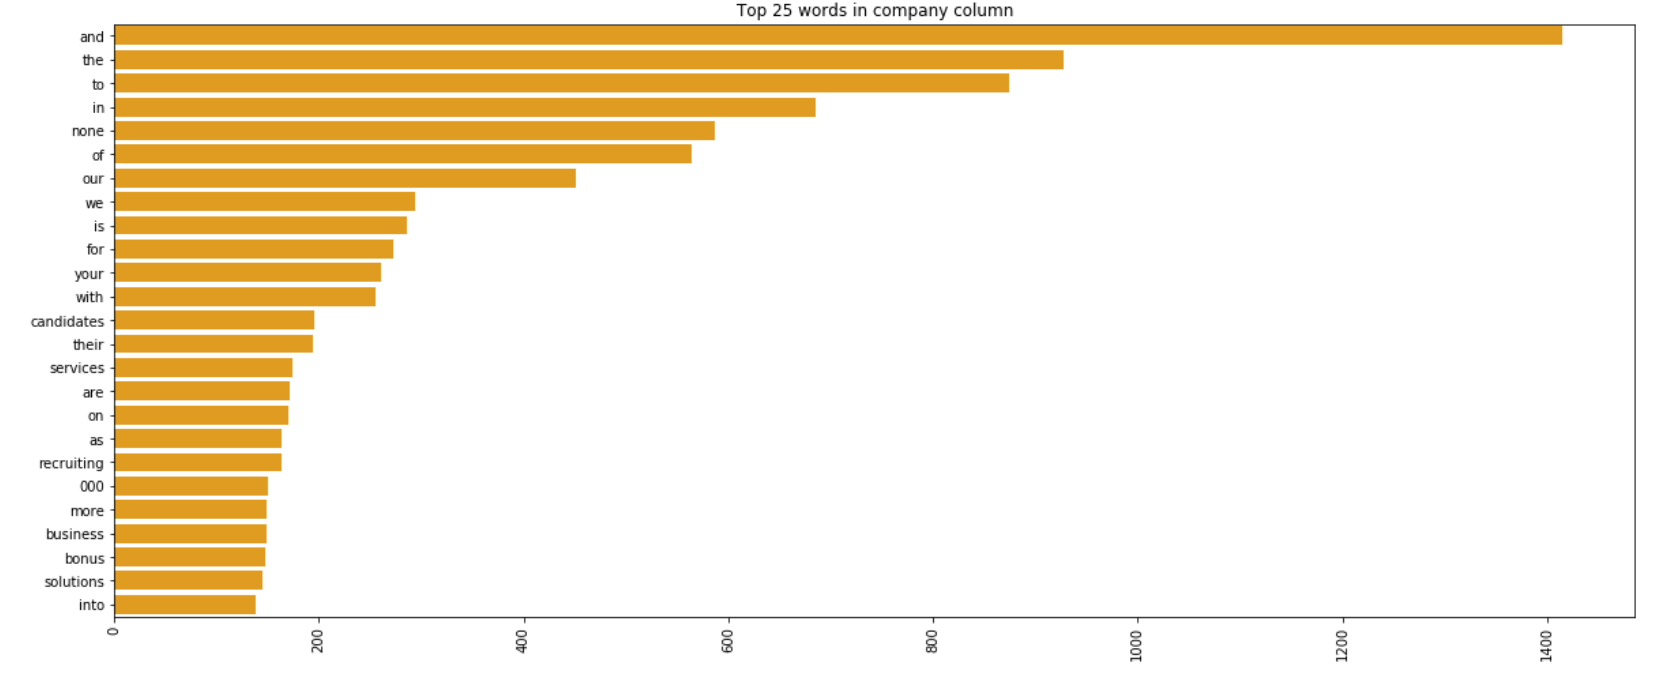 Top 25 words in company column
and
the
to
in
none
of
our
we
is
for
your
with
candidates
their
services
are
on
as
recruiting
000
more
business
bonus
solutions
into
0
200
400
600
800
1000
1200
1400